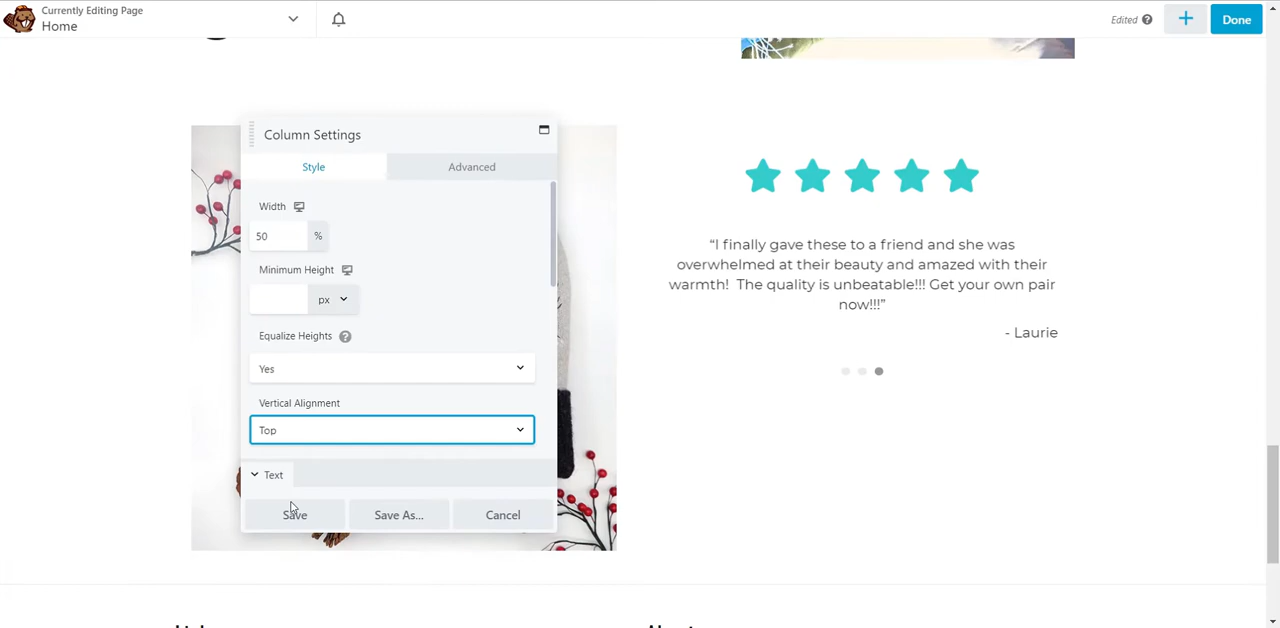 Currently Editing Page
Home
Edited
Done
Column Settings
Style
Advanced
Width
50
%
Minimum Height
px
Equalize Heights
Yes
Vertical Alignment
Top
Text
Save
Save As...
Cancel
“I finally gave these to a friend and she was
overwhelmed at their beauty and amazed with their
warmth!  The quality is unbeatable!!! Get your own pair
now!!!”
- Laurie